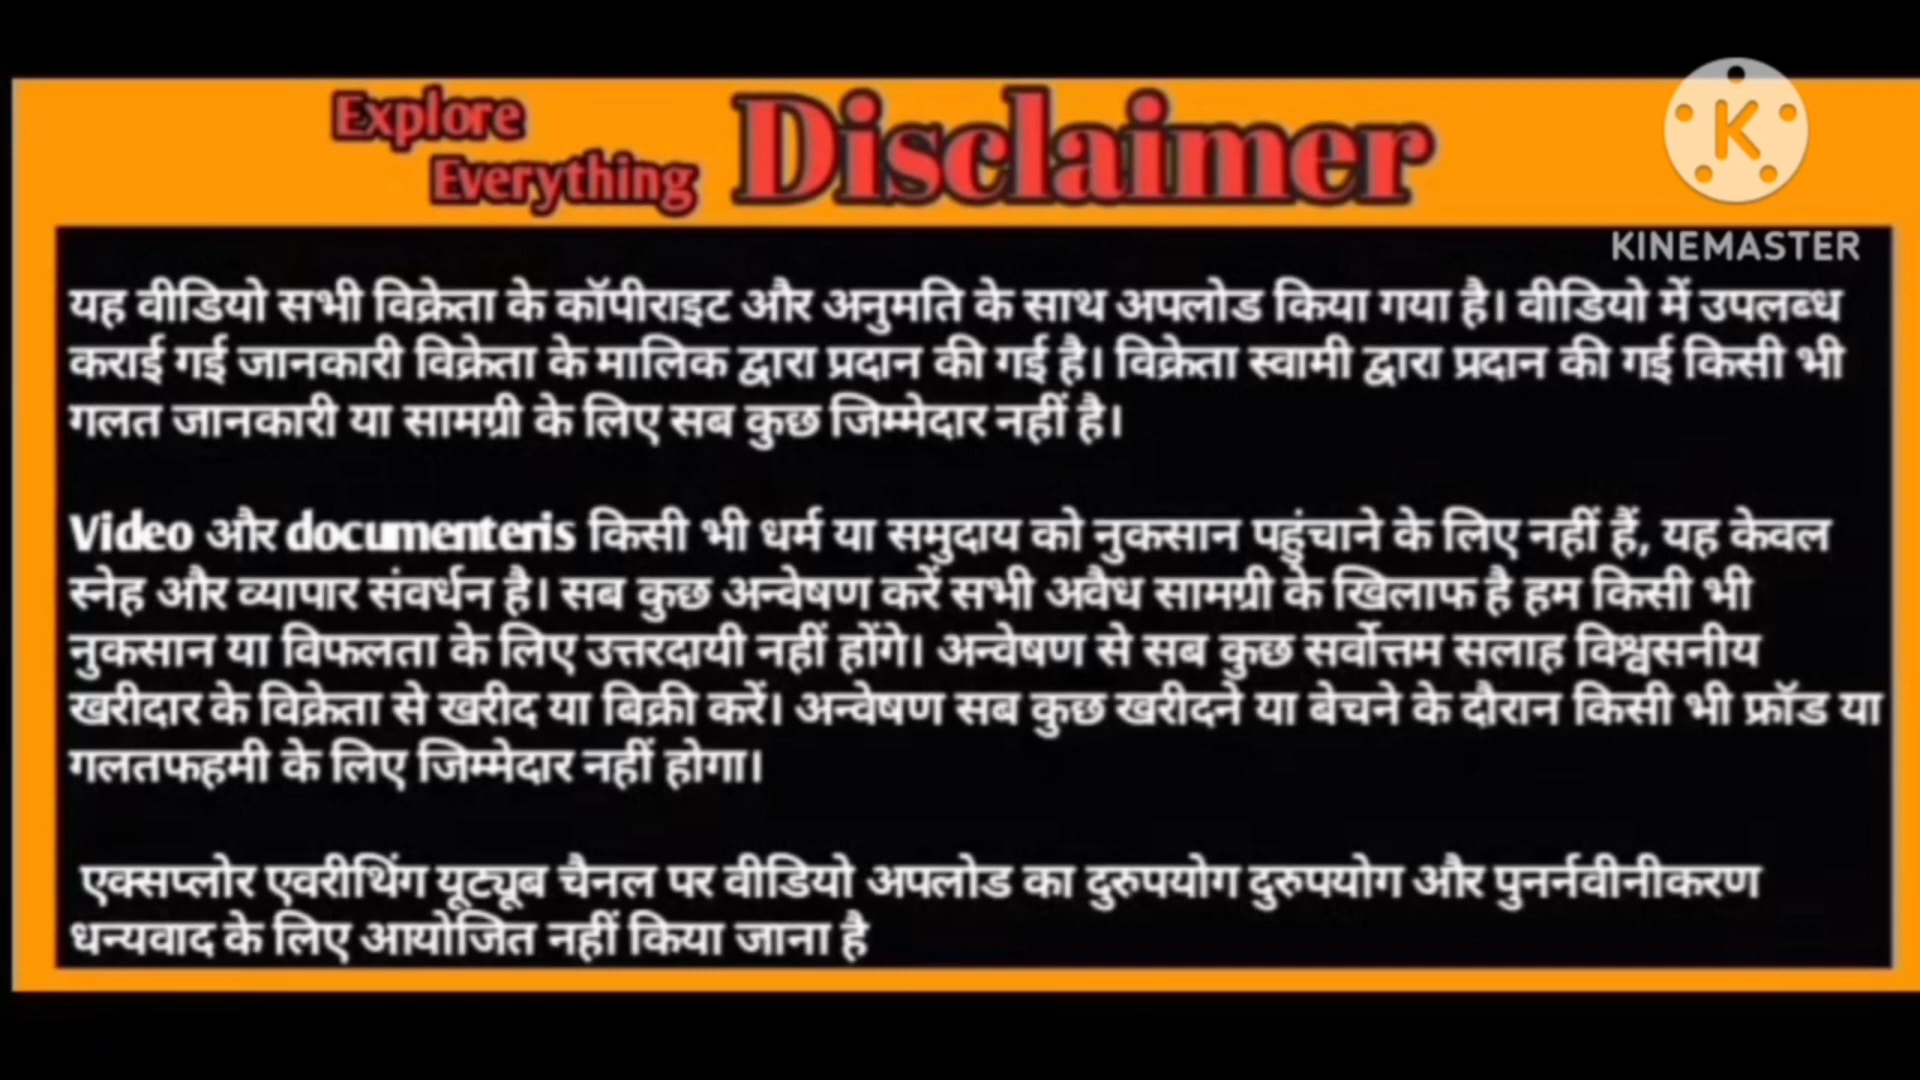 Explore
Everything
Disclaimer
KINEMASTER
यह वीडियो सभी विक्रेता के कॉपीराइट और अनुमति के साथ अपलोड किया गया है। वीडियो में उपलब्ध
कराई गई जानकारी विक्रेता के मालिक द्वारा प्रदान की गई है। विक्रेता स्वामी द्वारा प्रदान की गई किसी भी
गलत जानकारी या सामग्री के लिए सब कुछ जिम्मेदार नहीं है।
Video और documenteris किसी भी धर्म या समुदाय को नुकसान पहुंचाने के लिए नहीं हैं, यह केवल
स्नेह और व्यापार संवर्धन है। सब कुछ अन्वेषण करें सभी अवैध सामग्री के खिलाफ है हम किसी भी
नुकसान या विफलता के लिए उत्तरदायी नहीं होंगे। अन्वेषण से सब कुछ सर्वोत्तम सलाह विश्वसनीय
खरीदार के विक्रेता से खरीद या बिक्री करें। अन्वेषण सब कुछ खरीदने या बेचने के दौरान किसी भी फ्रॉड या
गलतफहमी के लिए जिम्मेदार नहीं होगा।
एक्सप्लोर एवरीथिंग यूट्यूब चैनल पर वीडियो अपलोड का दुरुपयोग दुरुपयोग और पुनर्नवीनीकरण
धन्यवाद के लिए आयोजित नहीं किया जाना है